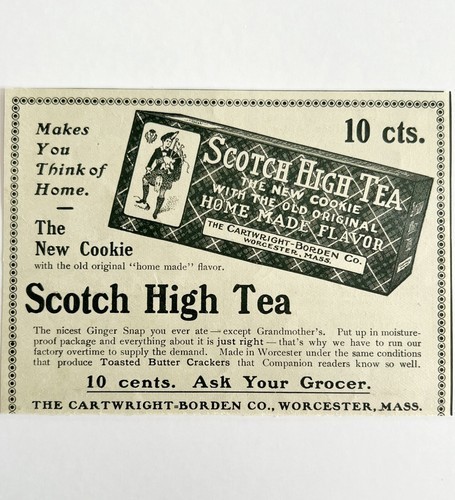 Makes
You
Think of
Home.
10 cts.
SCOTCH HIGH TEA
THE NEW COOKIE
WITH THE OLD ORIGINAL
HOME MADE FLAVOR
THE CARTWRIGHT-BORDEN CO.
WORCESTER, MASS.
The
New Cookie
with the old original "home made" flavor.
Scotch High Tea
The nicest Ginger Snap you ever ate—except Grandmother's. Put up in moisture-
proof package and everything about it is just right—that's why we have to run our
factory overtime to supply the demand. Made in Worcester under the same conditions
that produce Toasted Butter Crackers that Companion readers know so well.
10 cents. Ask Your Grocer.
THE CARTWRIGHT-BORDEN CO., WORCESTER, MASS.